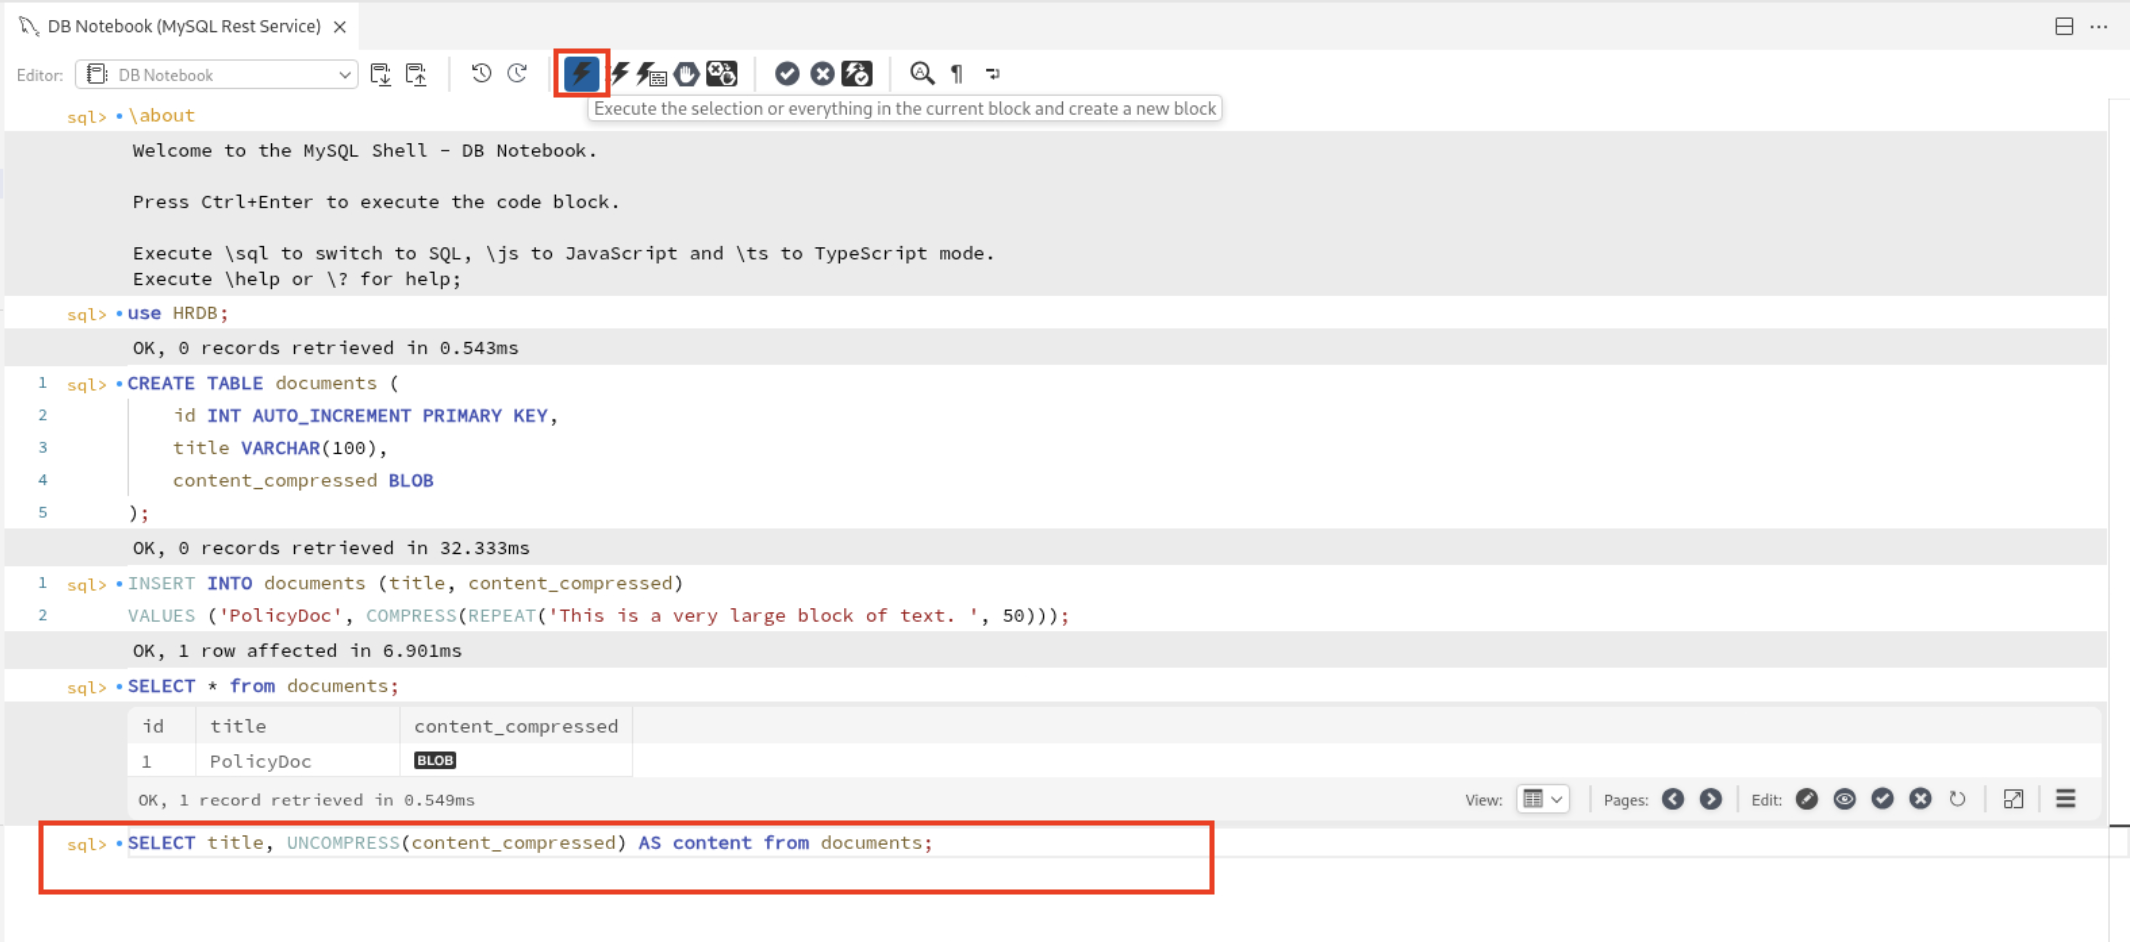 DB Notebook (MySQL Rest Service)
Editor: DB Notebook
Execute the selection or everything in the current block and create a new block
sql> \about
Welcome to the MySQL Shell - DB Notebook.
Press Ctrl+Enter to execute the code block.
Execute \sql to switch to SQL, \js to JavaScript and \ts to TypeScript mode.
Execute \help or \? for help;
sql> use HRDB;
OK, 0 records retrieved in 0.543ms
1 sql> CREATE TABLE documents (
2 id INT AUTO_INCREMENT PRIMARY KEY,
3 title VARCHAR(100),
4 content_compressed BLOB
5 );
OK, 0 records retrieved in 32.333ms
1 sql> INSERT INTO documents (title, content_compressed)
2 VALUES ('PolicyDoc', COMPRESS(REPEAT('This is a very large block of text. ', 50)));
OK, 1 row affected in 6.901ms
sql> SELECT * from documents;
id title content_compressed
1 PolicyDoc BLOB
OK, 1 record retrieved in 0.549ms View: Pages: Edit:
sql> SELECT title, UNCOMPRESS(content_compressed) AS content from documents;